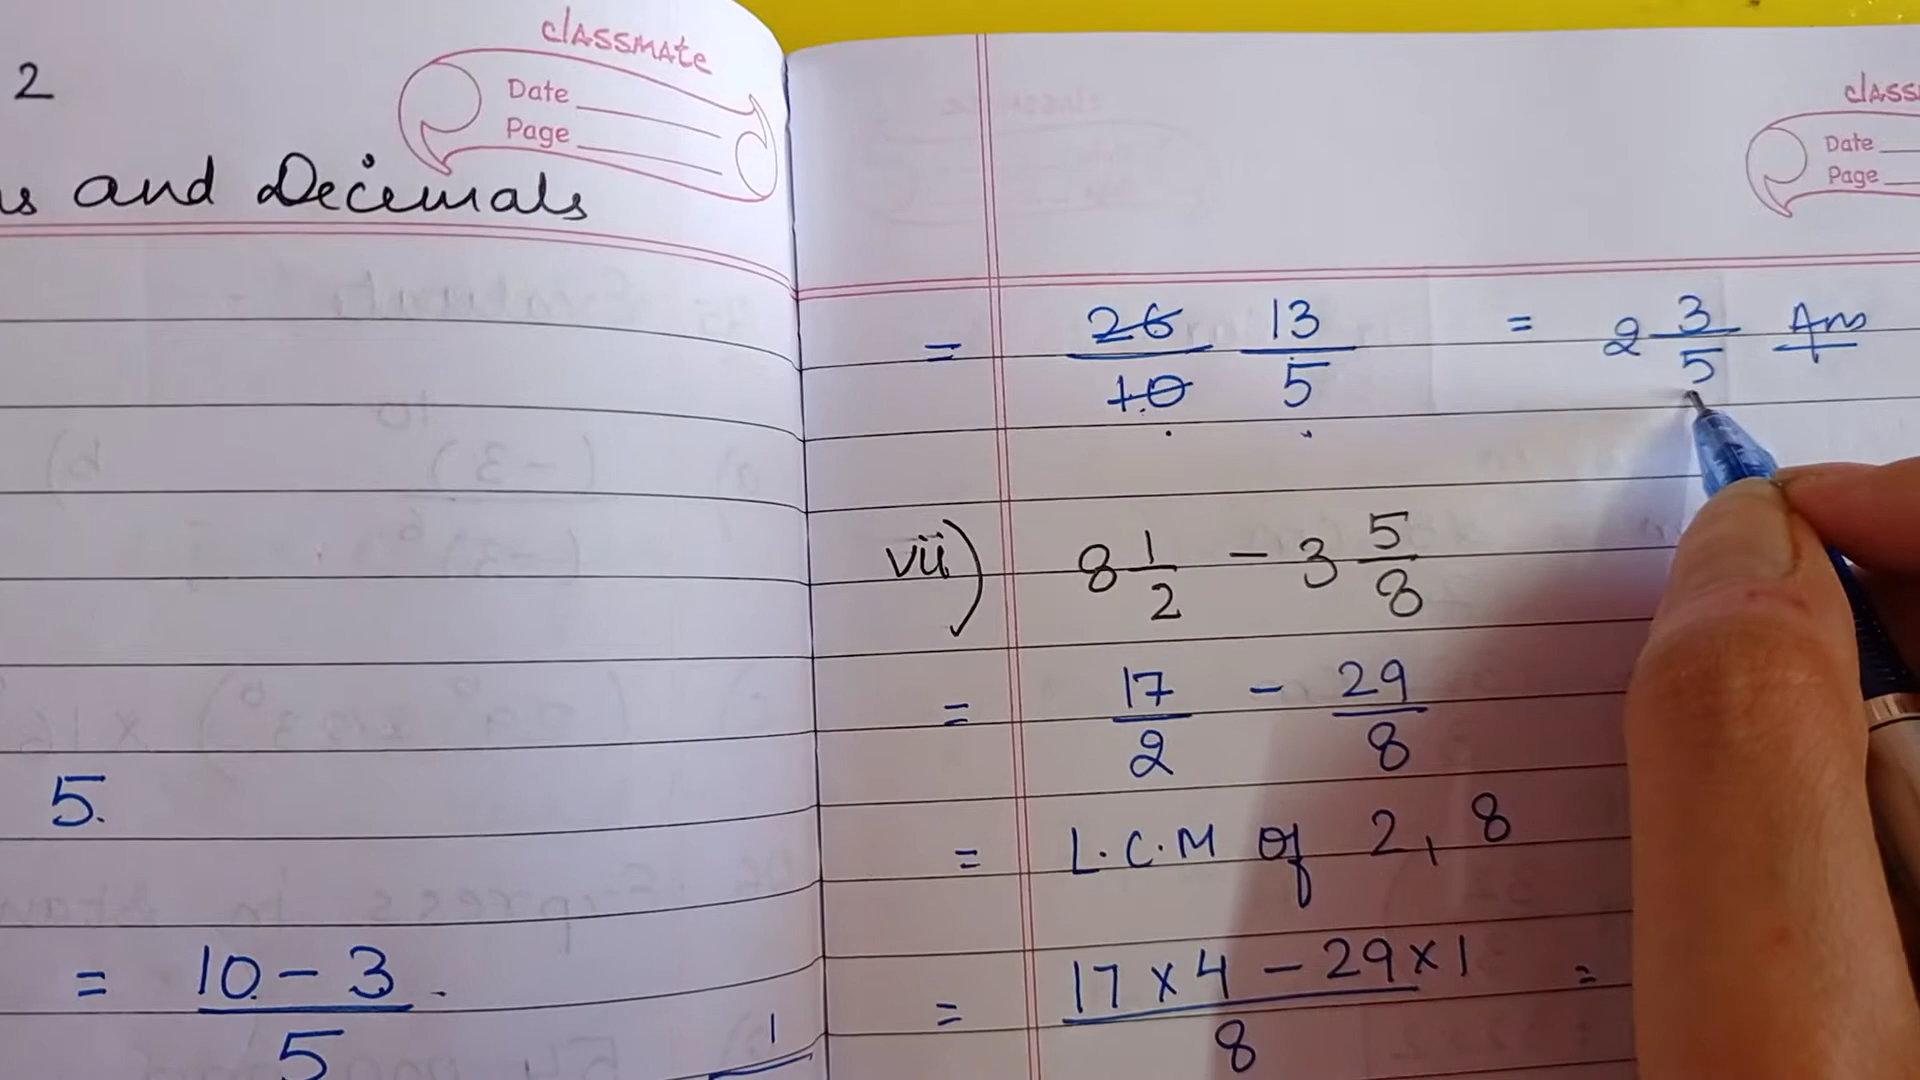 2
classmate
Date
Page
and Decimals
5.
= 10 - 3 / 5
1
Date
Page
= 26/10 13/5 = 2 3/5 Ans
vii) 8 1/2 - 3 5/8
= 17/2 - 29/8
= L.C.M of 2, 8
= 17 x 4 - 29 x 1 / 8 =